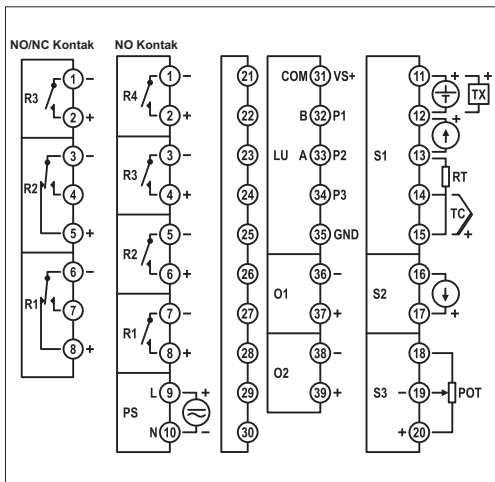 NO/NC Kontak
R3
1 −
2 +
R2
3 −
4
5 +
R1
6 −
7
8 +
NO Kontak
R4
1 −
2 +
R3
3 −
4 +
R2
5 −
6 +
R1
7 −
8 +
PS
L 9 +
N 10 −
21
22
23
24
25
26
27
28
29
30
COM 31 VS+
B 32 P1
LU A 33 P2
34 P3
35 GND
O1
36 −
37 +
O2
38 −
39 +
S1
11 + + TX
12 +
13
RT
14
TC
15 +
S2
16
17 +
S3
18
− 19 POT
+ 20